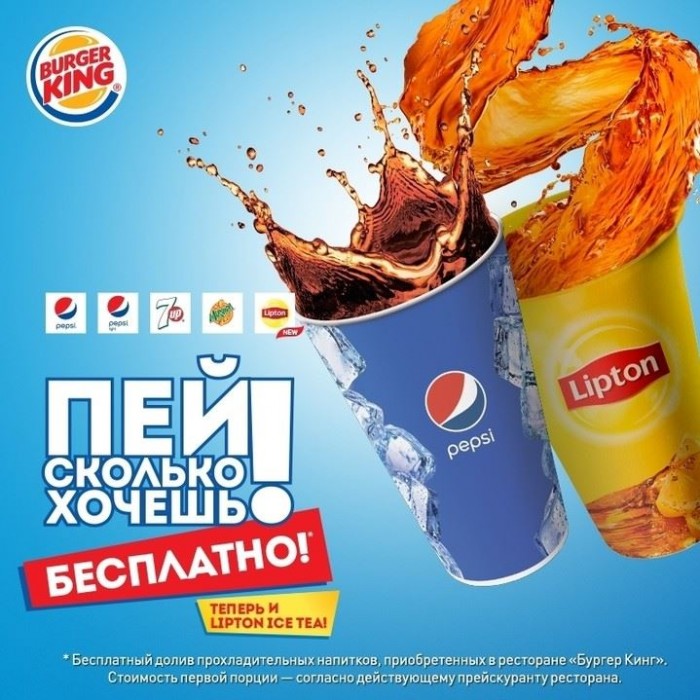 BURGER
KING®
pepsi
pepsi
7up
Lipton
NEW
ПЕЙ
СКОЛЬКО
ХОЧЕШЬ!
БЕСПЛАТНО!*
ТЕПЕРЬ И
LIPTON ICE TEA!
pepsi
Lipton
* Бесплатный долив прохладительных напитков, приобретенных в ресторане «Бургер Кинг».
Стоимость первой порции — согласно действующему прейскуранту ресторана.